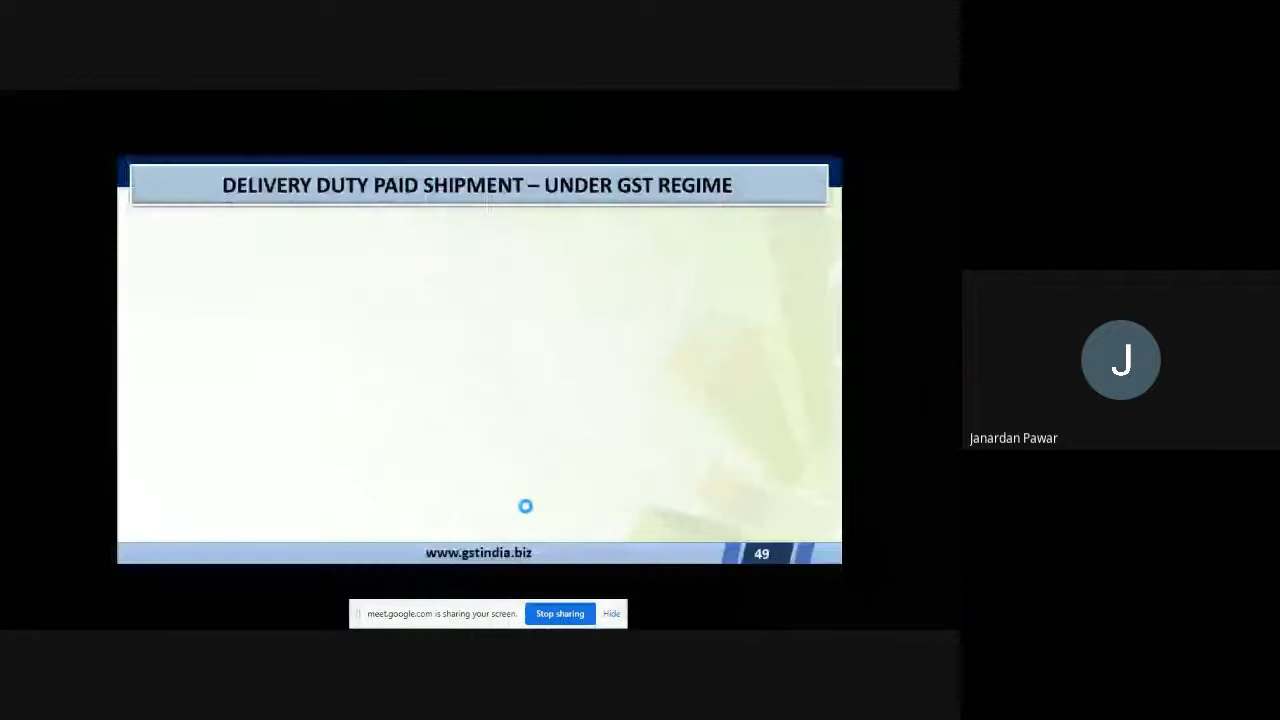 DELIVERY DUTY PAID SHIPMENT – UNDER GST REGIME
J
Janardan Pawar
www.gstindia.biz
49
meet.google.com is sharing your screen.
Stop sharing
Hide